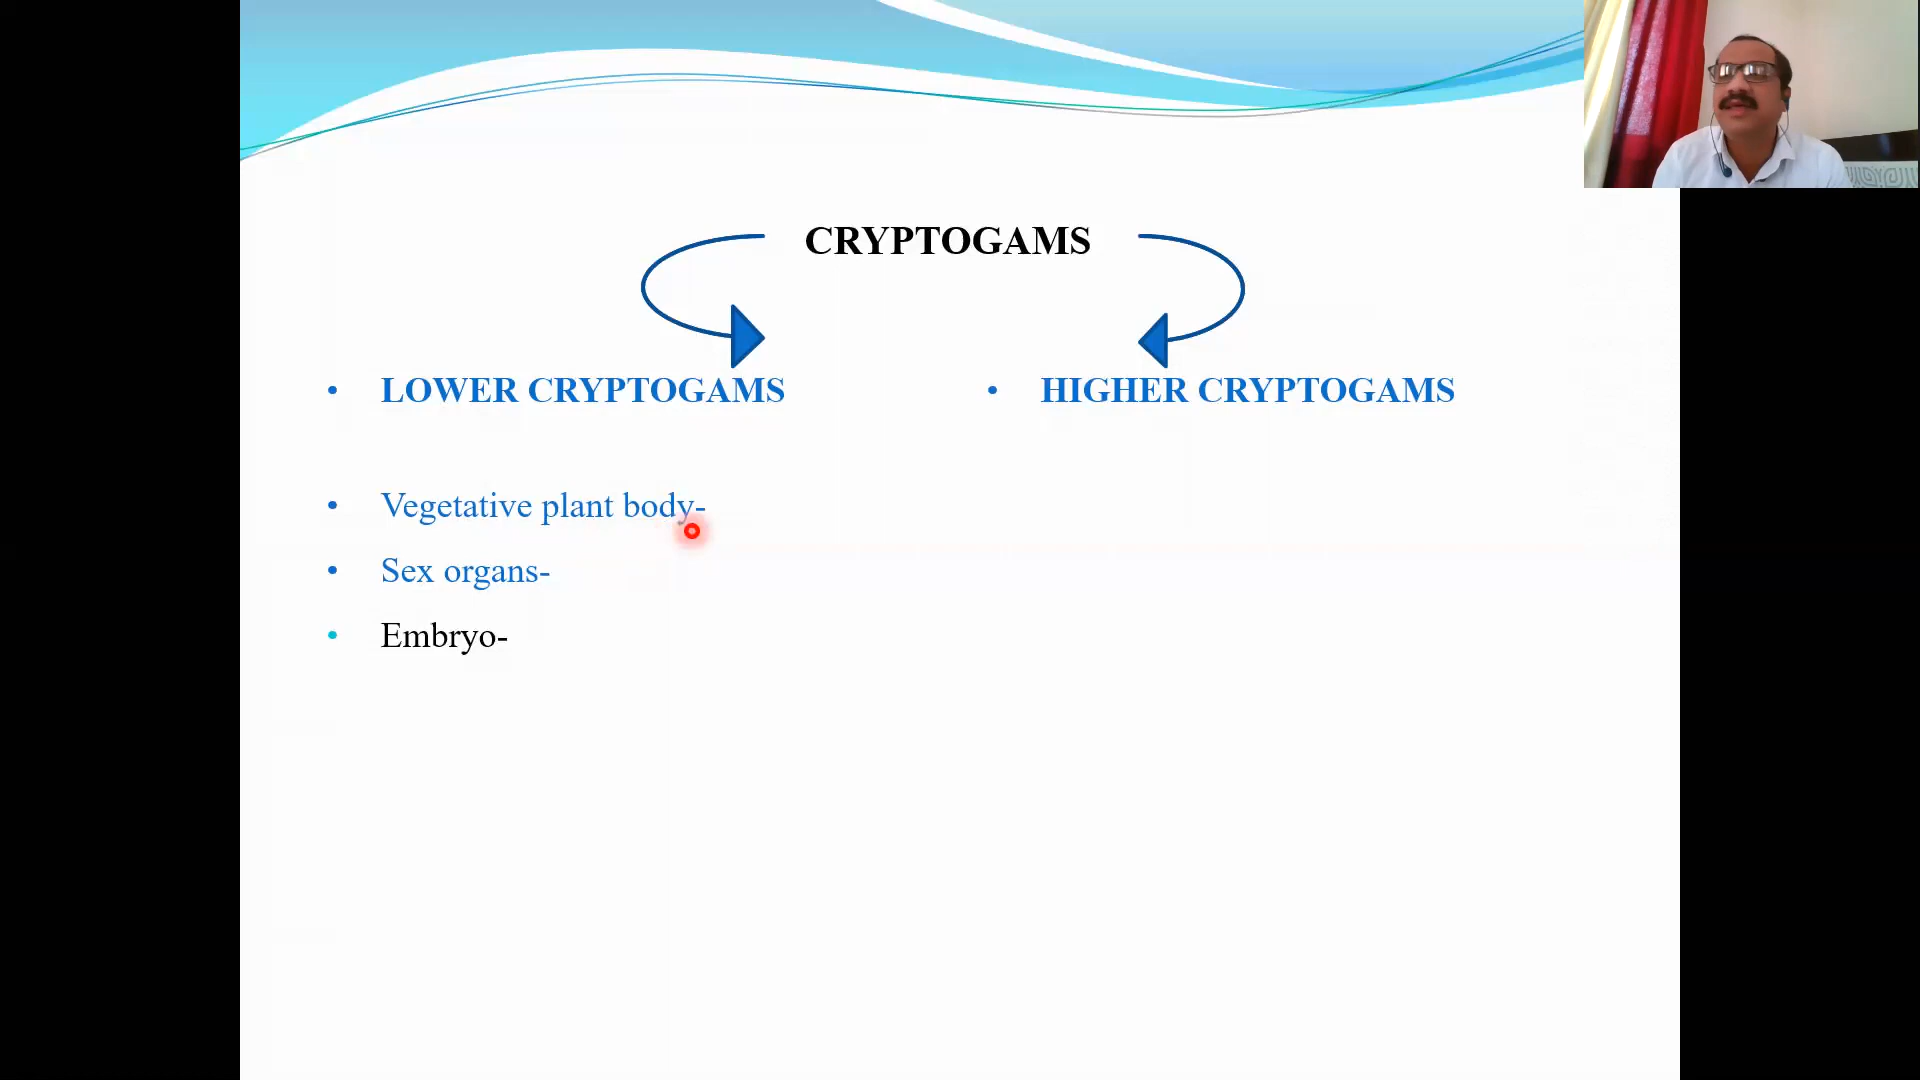 CRYPTOGAMS
• LOWER CRYPTOGAMS
• HIGHER CRYPTOGAMS
• Vegetative plant body-
• Sex organs-
• Embryo-